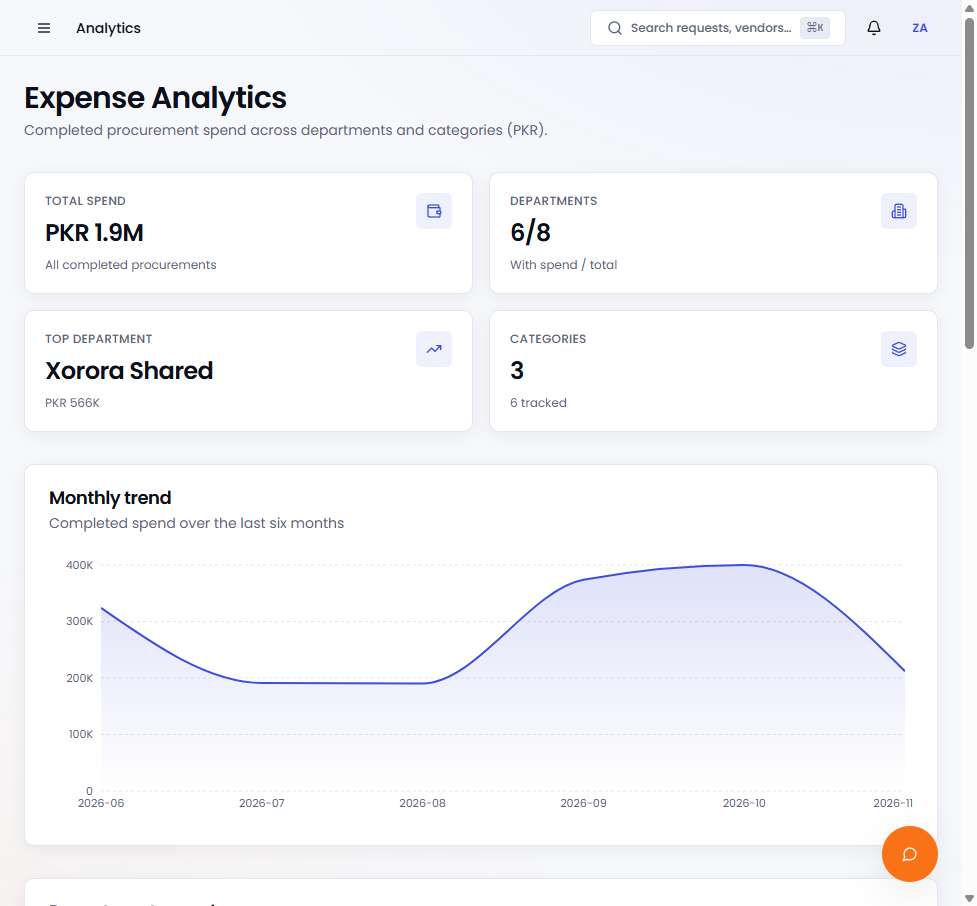 Analytics
Search requests, vendors... ⌘K
ZA
Expense Analytics
Completed procurement spend across departments and categories (PKR).
TOTAL SPEND
PKR 1.9M
All completed procurements
DEPARTMENTS
6/8
With spend / total
TOP DEPARTMENT
Xorora Shared
PKR 566K
CATEGORIES
3
6 tracked
Monthly trend
Completed spend over the last six months
400K
300K
200K
100K
0
2026-06 2026-07 2026-08 2026-09 2026-10 2026-11